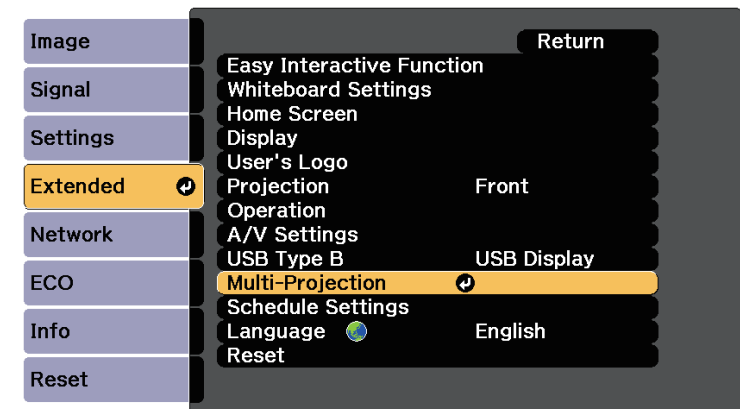 Image
Signal
Settings
Extended
Network
ECO
Info
Reset
Return
Easy Interactive Function
Whiteboard Settings
Home Screen
Display
User's Logo
Projection Front
Operation
A/V Settings
USB Type B USB Display
Multi-Projection
Schedule Settings
Language English
Reset